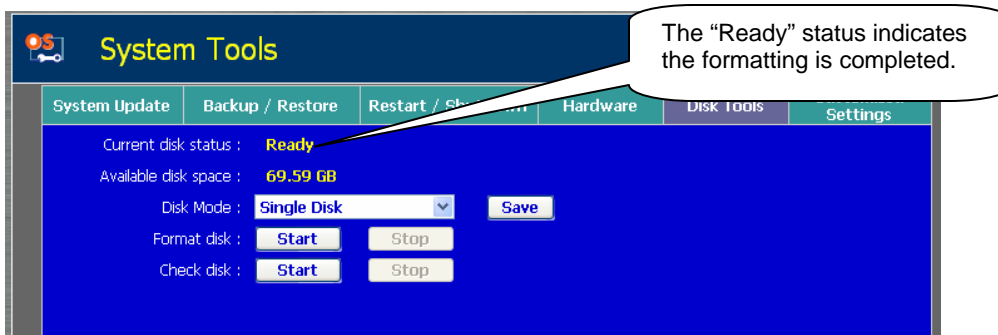 OS
System Tools
The “Ready” status indicates
the formatting is completed.
System Update
Backup / Restore
Restart /
Hardware
Disk Tools
Settings
Current disk status : Ready
Available disk space : 69.59 GB
Disk Mode : Single Disk Save
Format disk : Start Stop
Check disk : Start Stop